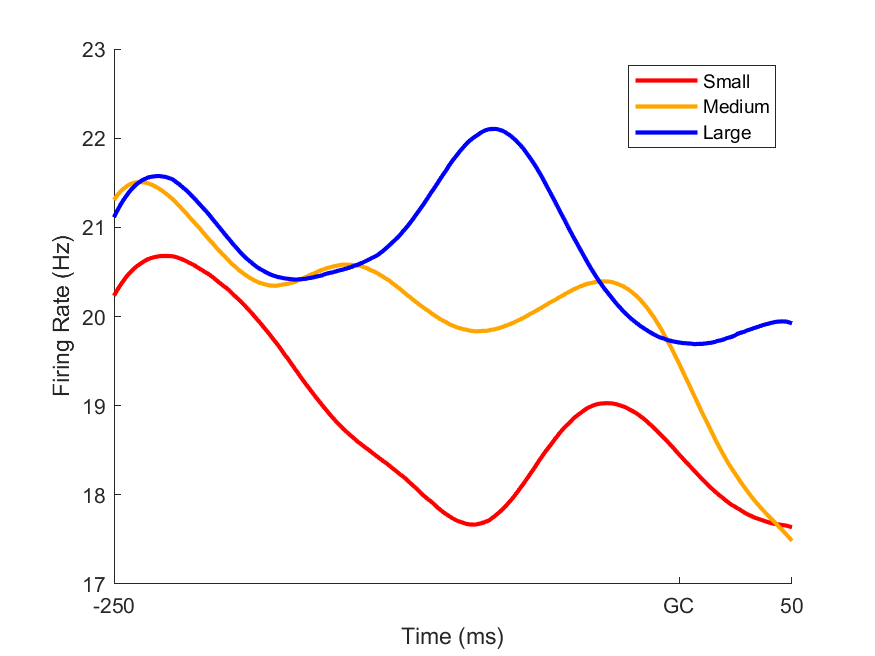 23
22
21
20
19
18
17
Firing Rate (Hz)
Small
Medium
Large
-250
GC
50
Time (ms)